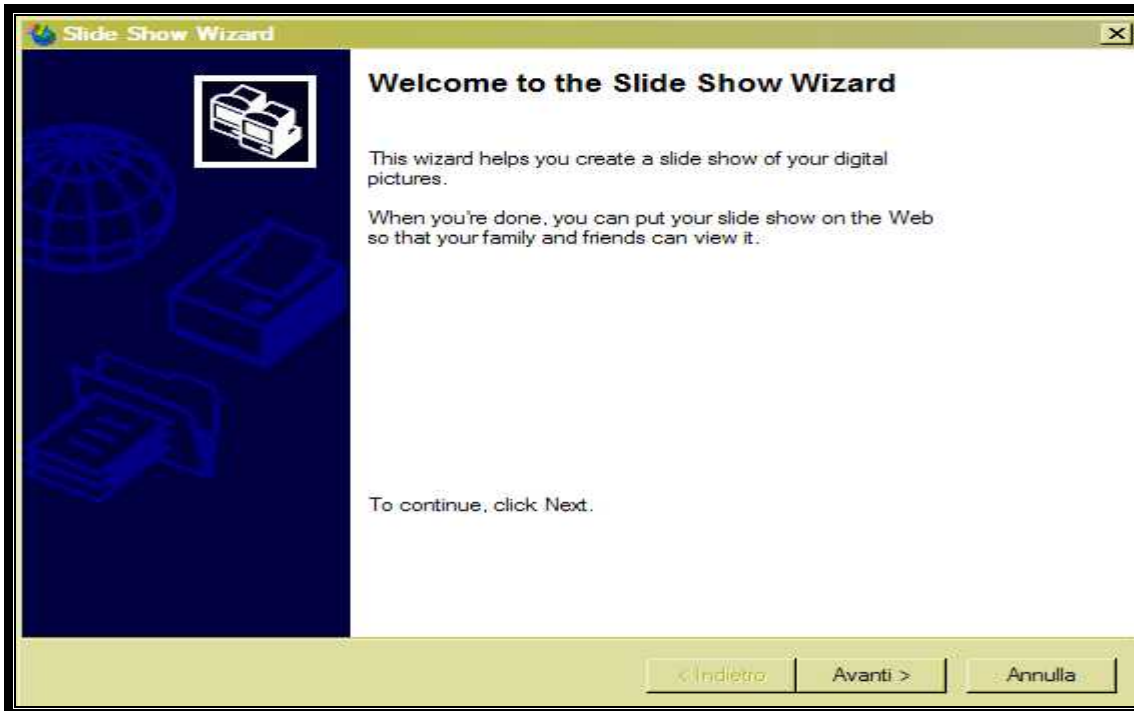 Slide Show Wizard
Welcome to the Slide Show Wizard
This wizard helps you create a slide show of your digital
pictures.
When you're done, you can put your slide show on the Web
so that your family and friends can view it.
To continue, click Next.
< Indietro
Avanti >
Annulla